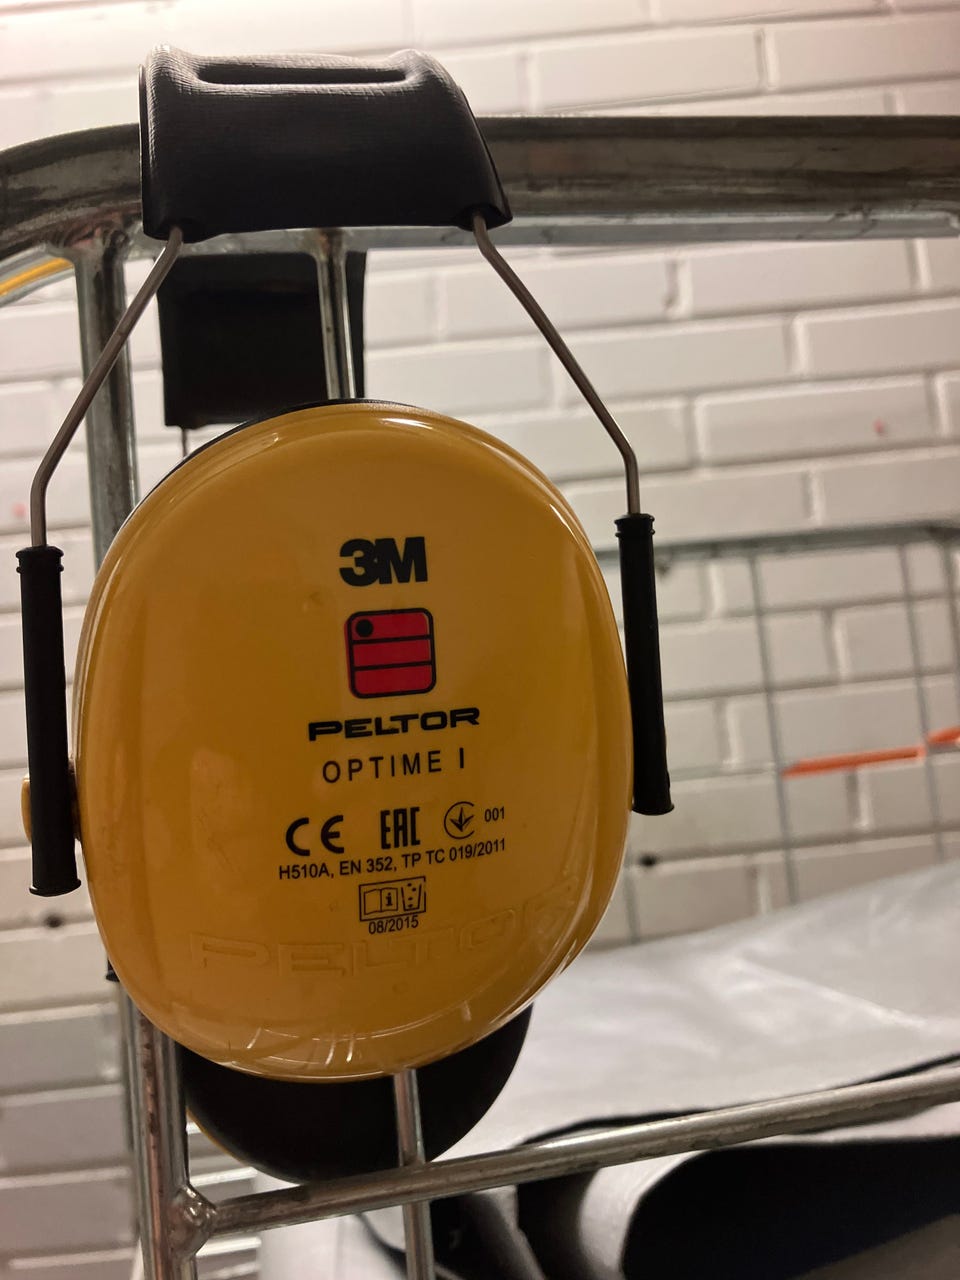 3M
PELTOR
OPTIME I
CE EAC 001
H510A, EN 352, TP TC 019/2011
i
08/2015
PELTOR